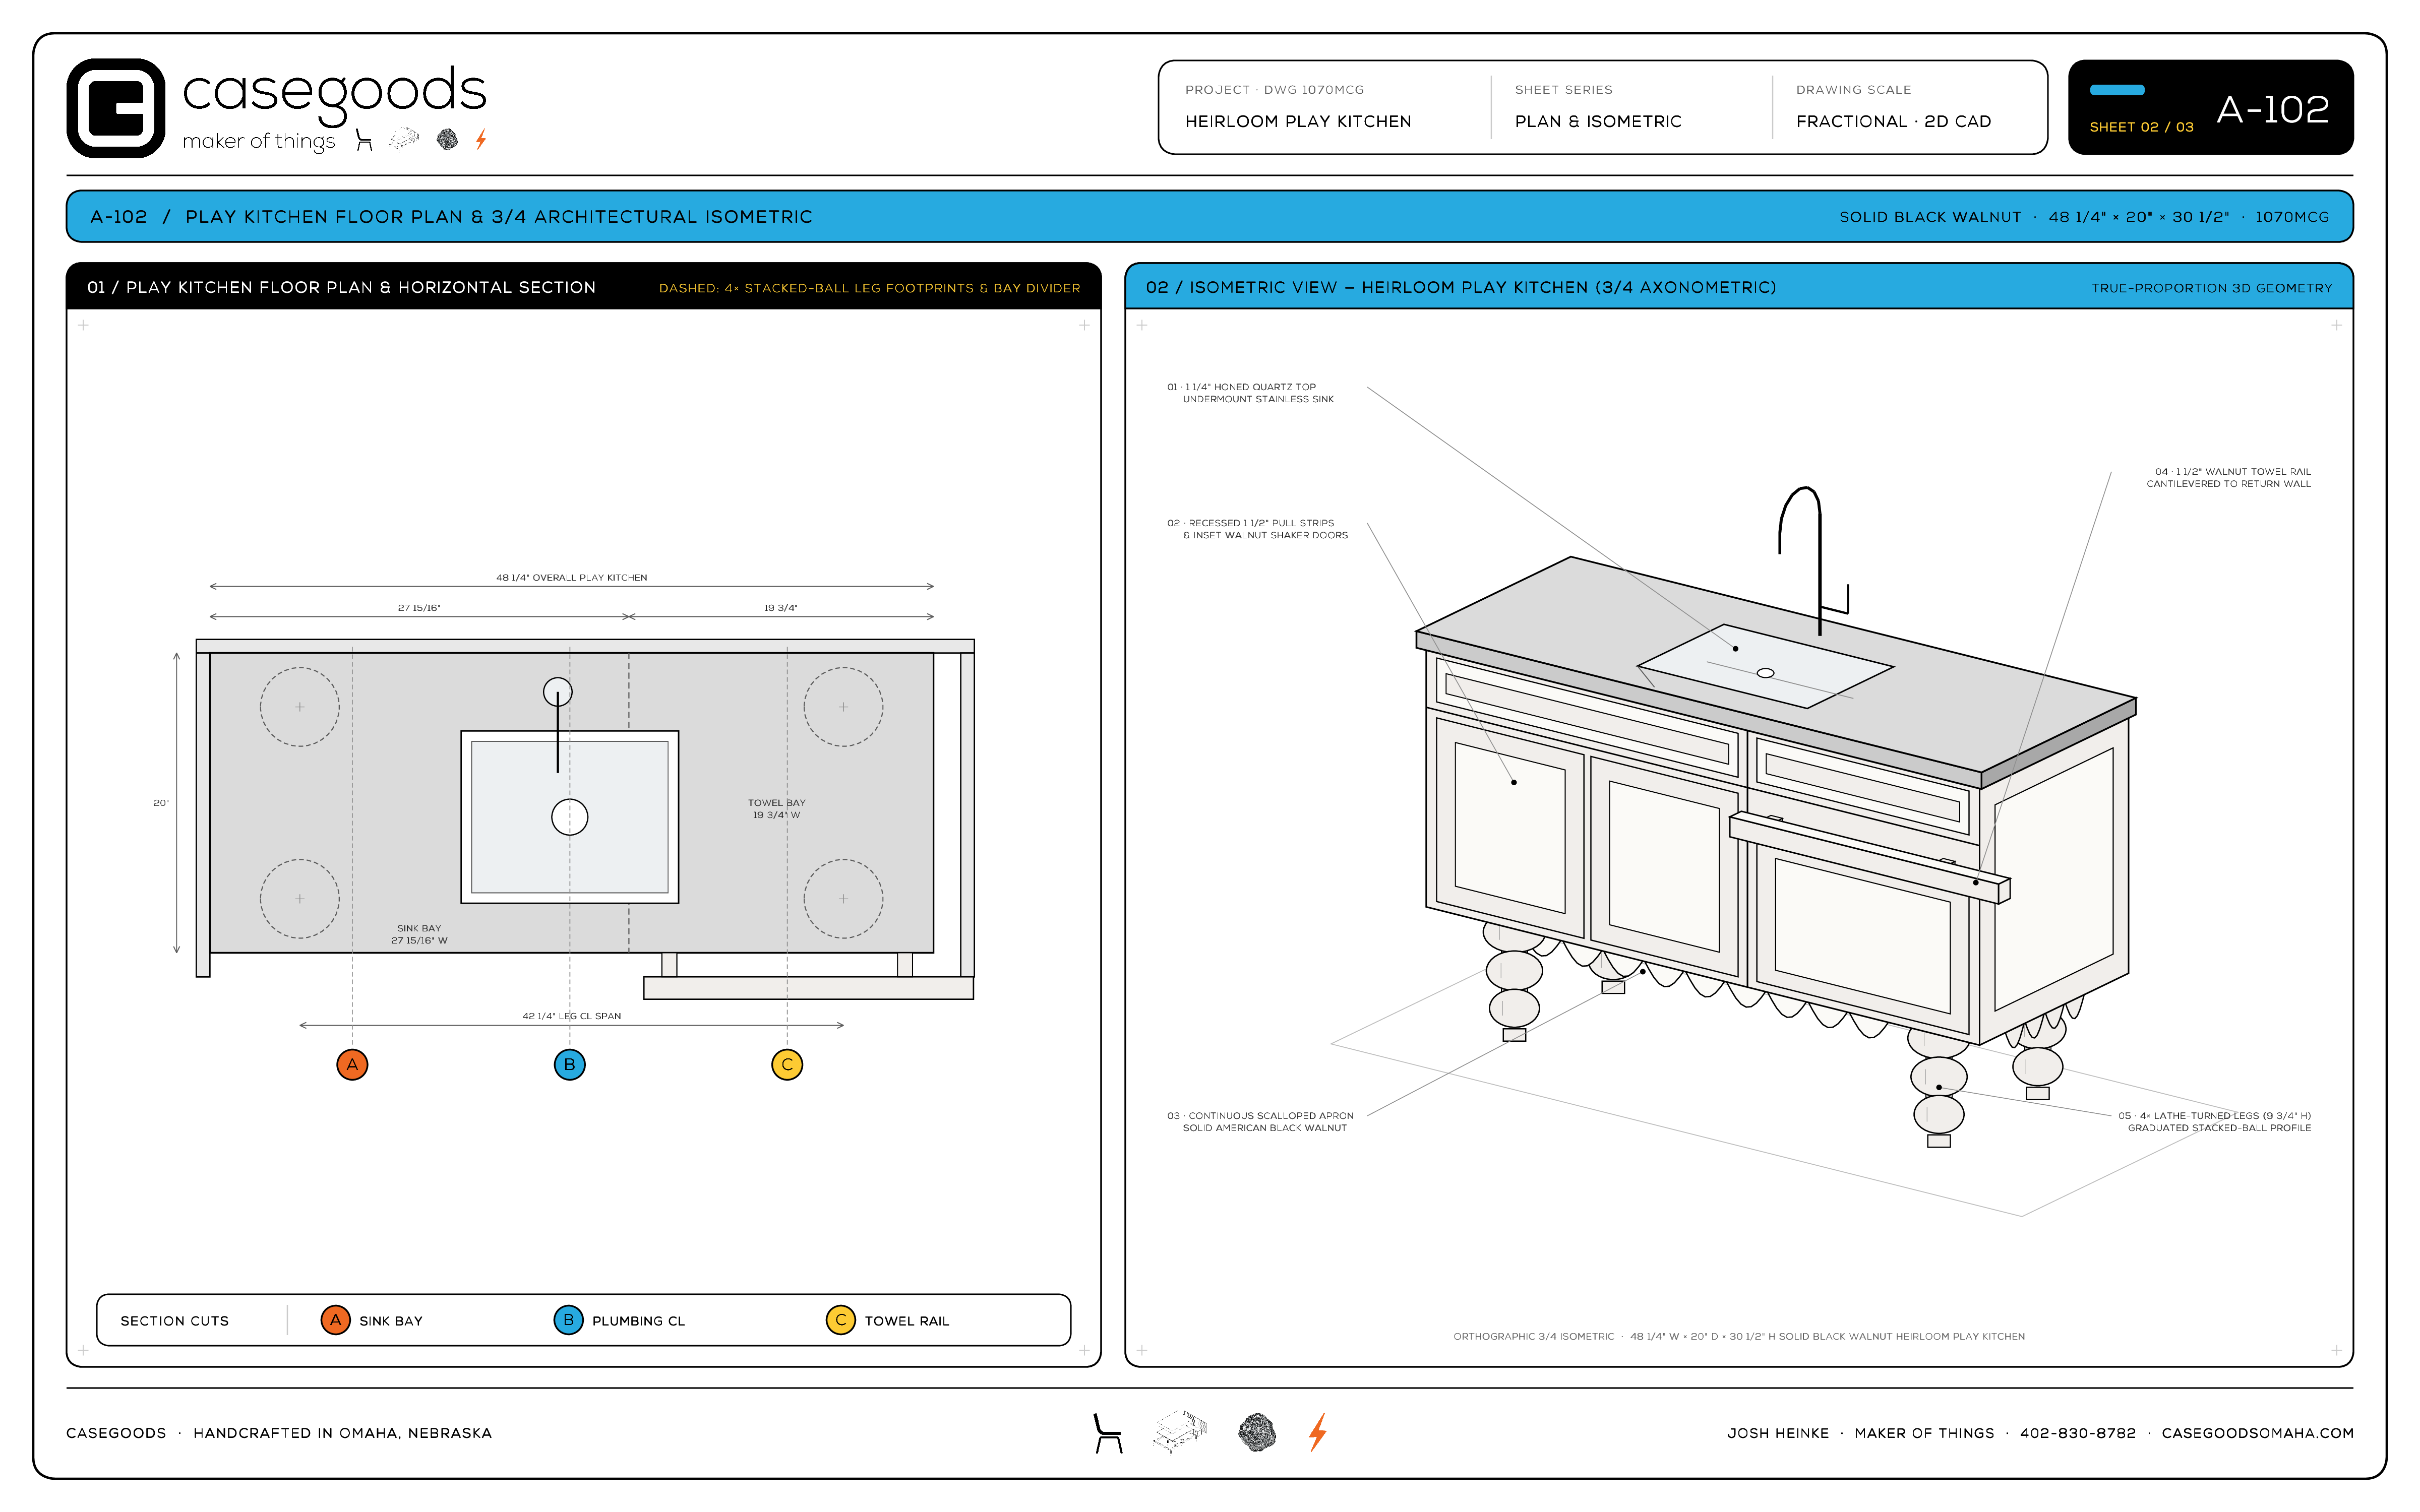 casegoods
maker of things
PROJECT · DWG 1070MCG
HEIRLOOM PLAY KITCHEN
SHEET SERIES
PLAN & ISOMETRIC
DRAWING SCALE
FRACTIONAL · 2D CAD
SHEET 02 / 03
A-102
A-102 / PLAY KITCHEN FLOOR PLAN & 3/4 ARCHITECTURAL ISOMETRIC
SOLID BLACK WALNUT · 48 1/4" × 20" × 30 1/2" · 1070MCG
01 / PLAY KITCHEN FLOOR PLAN & HORIZONTAL SECTION
DASHED: 4× STACKED-BALL LEG FOOTPRINTS & BAY DIVIDER
48 1/4" OVERALL PLAY KITCHEN
27 15/16"
19 3/4"
20"
TOWEL BAY
19 3/4" W
SINK BAY
27 15/16" W
42 1/4" LEG CL SPAN
A
B
C
SECTION CUTS
A SINK BAY
B PLUMBING CL
C TOWEL RAIL
02 / ISOMETRIC VIEW – HEIRLOOM PLAY KITCHEN (3/4 AXONOMETRIC)
TRUE-PROPORTION 3D GEOMETRY
01 · 1 1/4" HONED QUARTZ TOP
UNDERMOUNT STAINLESS SINK
04 · 1 1/2" WALNUT TOWEL RAIL
CANTILEVERED TO RETURN WALL
02 · RECESSED 1 1/2" PULL STRIPS
& INSET WALNUT SHAKER DOORS
03 · CONTINUOUS SCALLOPED APRON
SOLID AMERICAN BLACK WALNUT
05 · 4× LATHE-TURNED LEGS (9 3/4" H)
GRADUATED STACKED-BALL PROFILE
ORTHOGRAPHIC 3/4 ISOMETRIC · 48 1/4" W × 20" D × 30 1/2" H SOLID BLACK WALNUT HEIRLOOM PLAY KITCHEN
CASEGOODS · HANDCRAFTED IN OMAHA, NEBRASKA
JOSH HEINKE · MAKER OF THINGS · 402-830-8782 · CASEGOODSOMAHA.COM